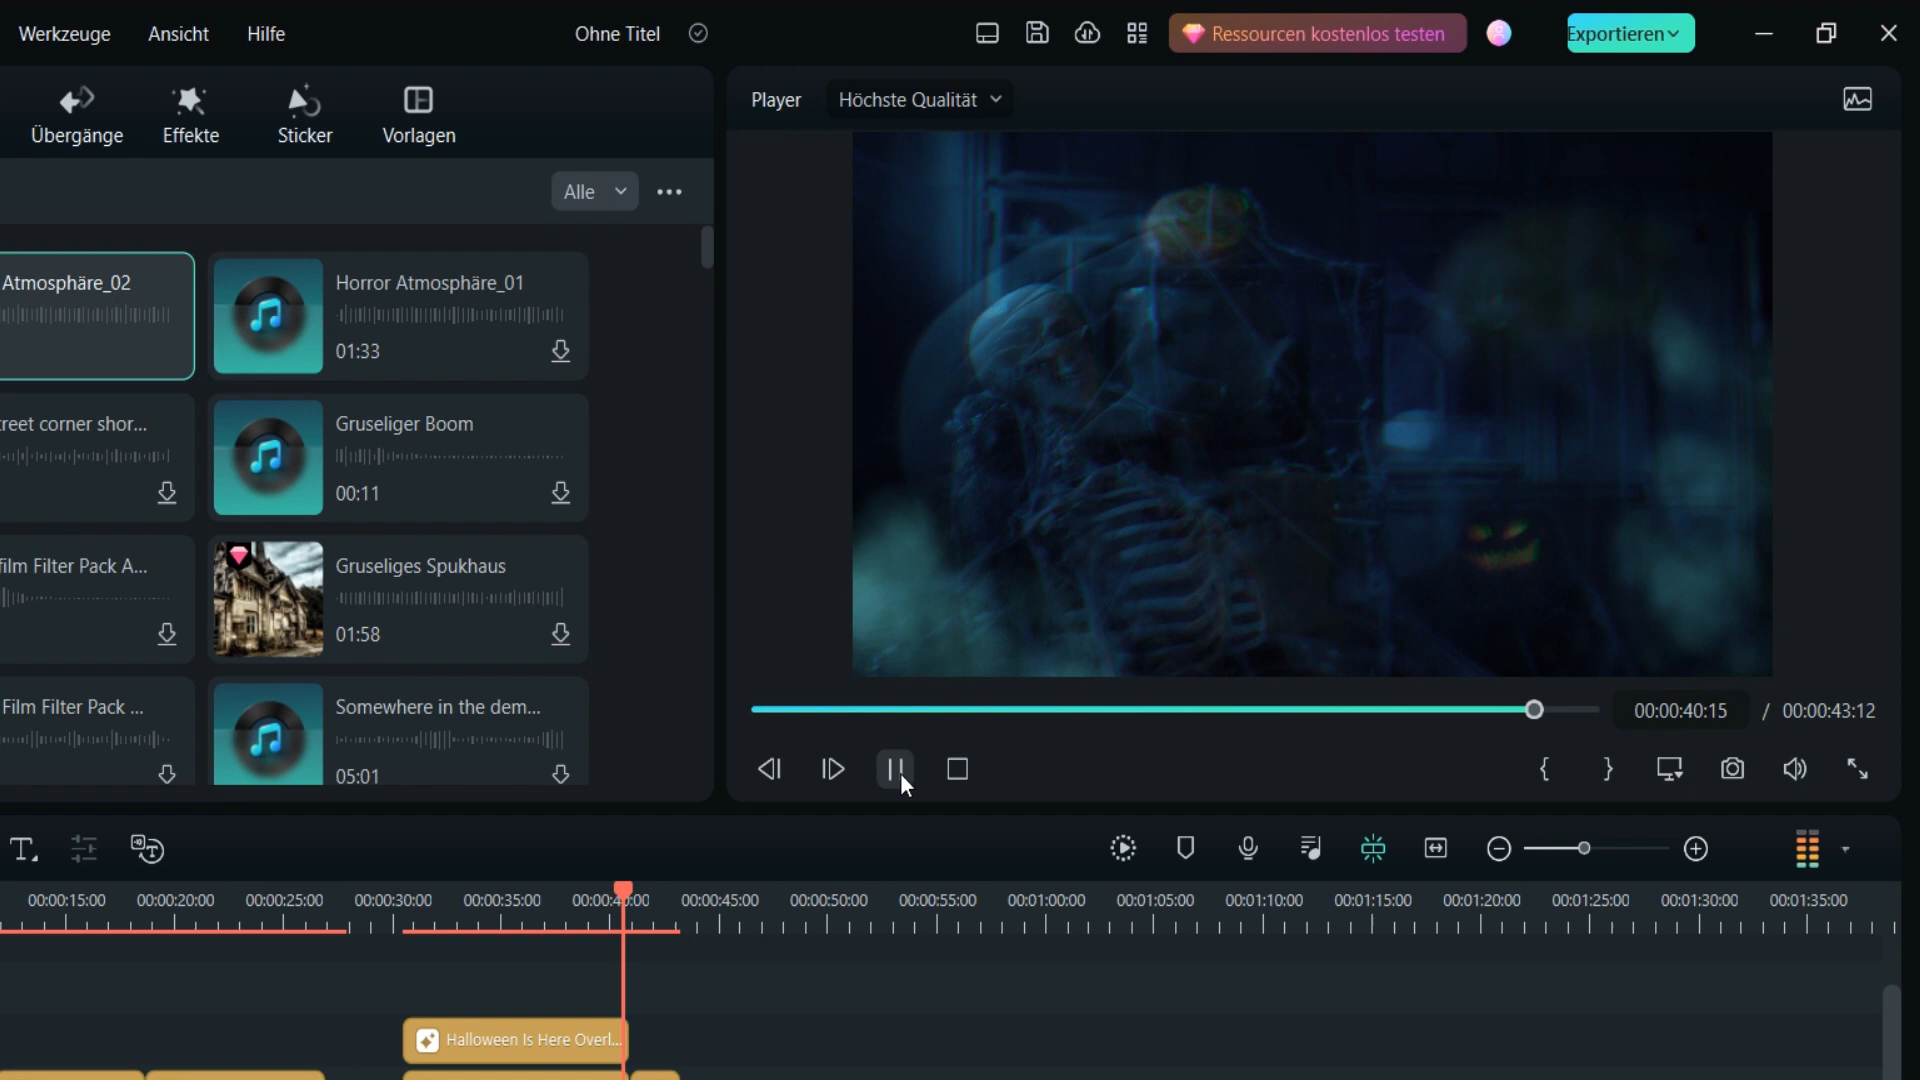 Werkzeuge Ansicht Hilfe Ohne Titel Ressourcen kostenlos testen Exportieren
Übergänge Effekte Sticker Vorlagen
Player Höchste Qualität
Alle
Atmosphäre_02
Horror Atmosphäre_01
01:33
reet corner shor...
Gruseliger Boom
00:11
film Filter Pack A...
Gruseliges Spukhaus
01:58
Film Filter Pack ...
Somewhere in the dem...
05:01
00:00:40:15 / 00:00:43:12
00:00:15:00 00:00:20:00 00:00:25:00 00:00:30:00 00:00:35:00 00:00:40:00 00:00:45:00 00:00:50:00 00:00:55:00 00:01:00:00 00:01:05:00 00:01:10:00 00:01:15:00 00:01:20:00 00:01:25:00 00:01:30:00 00:01:35:00
Halloween Is Here Overl...